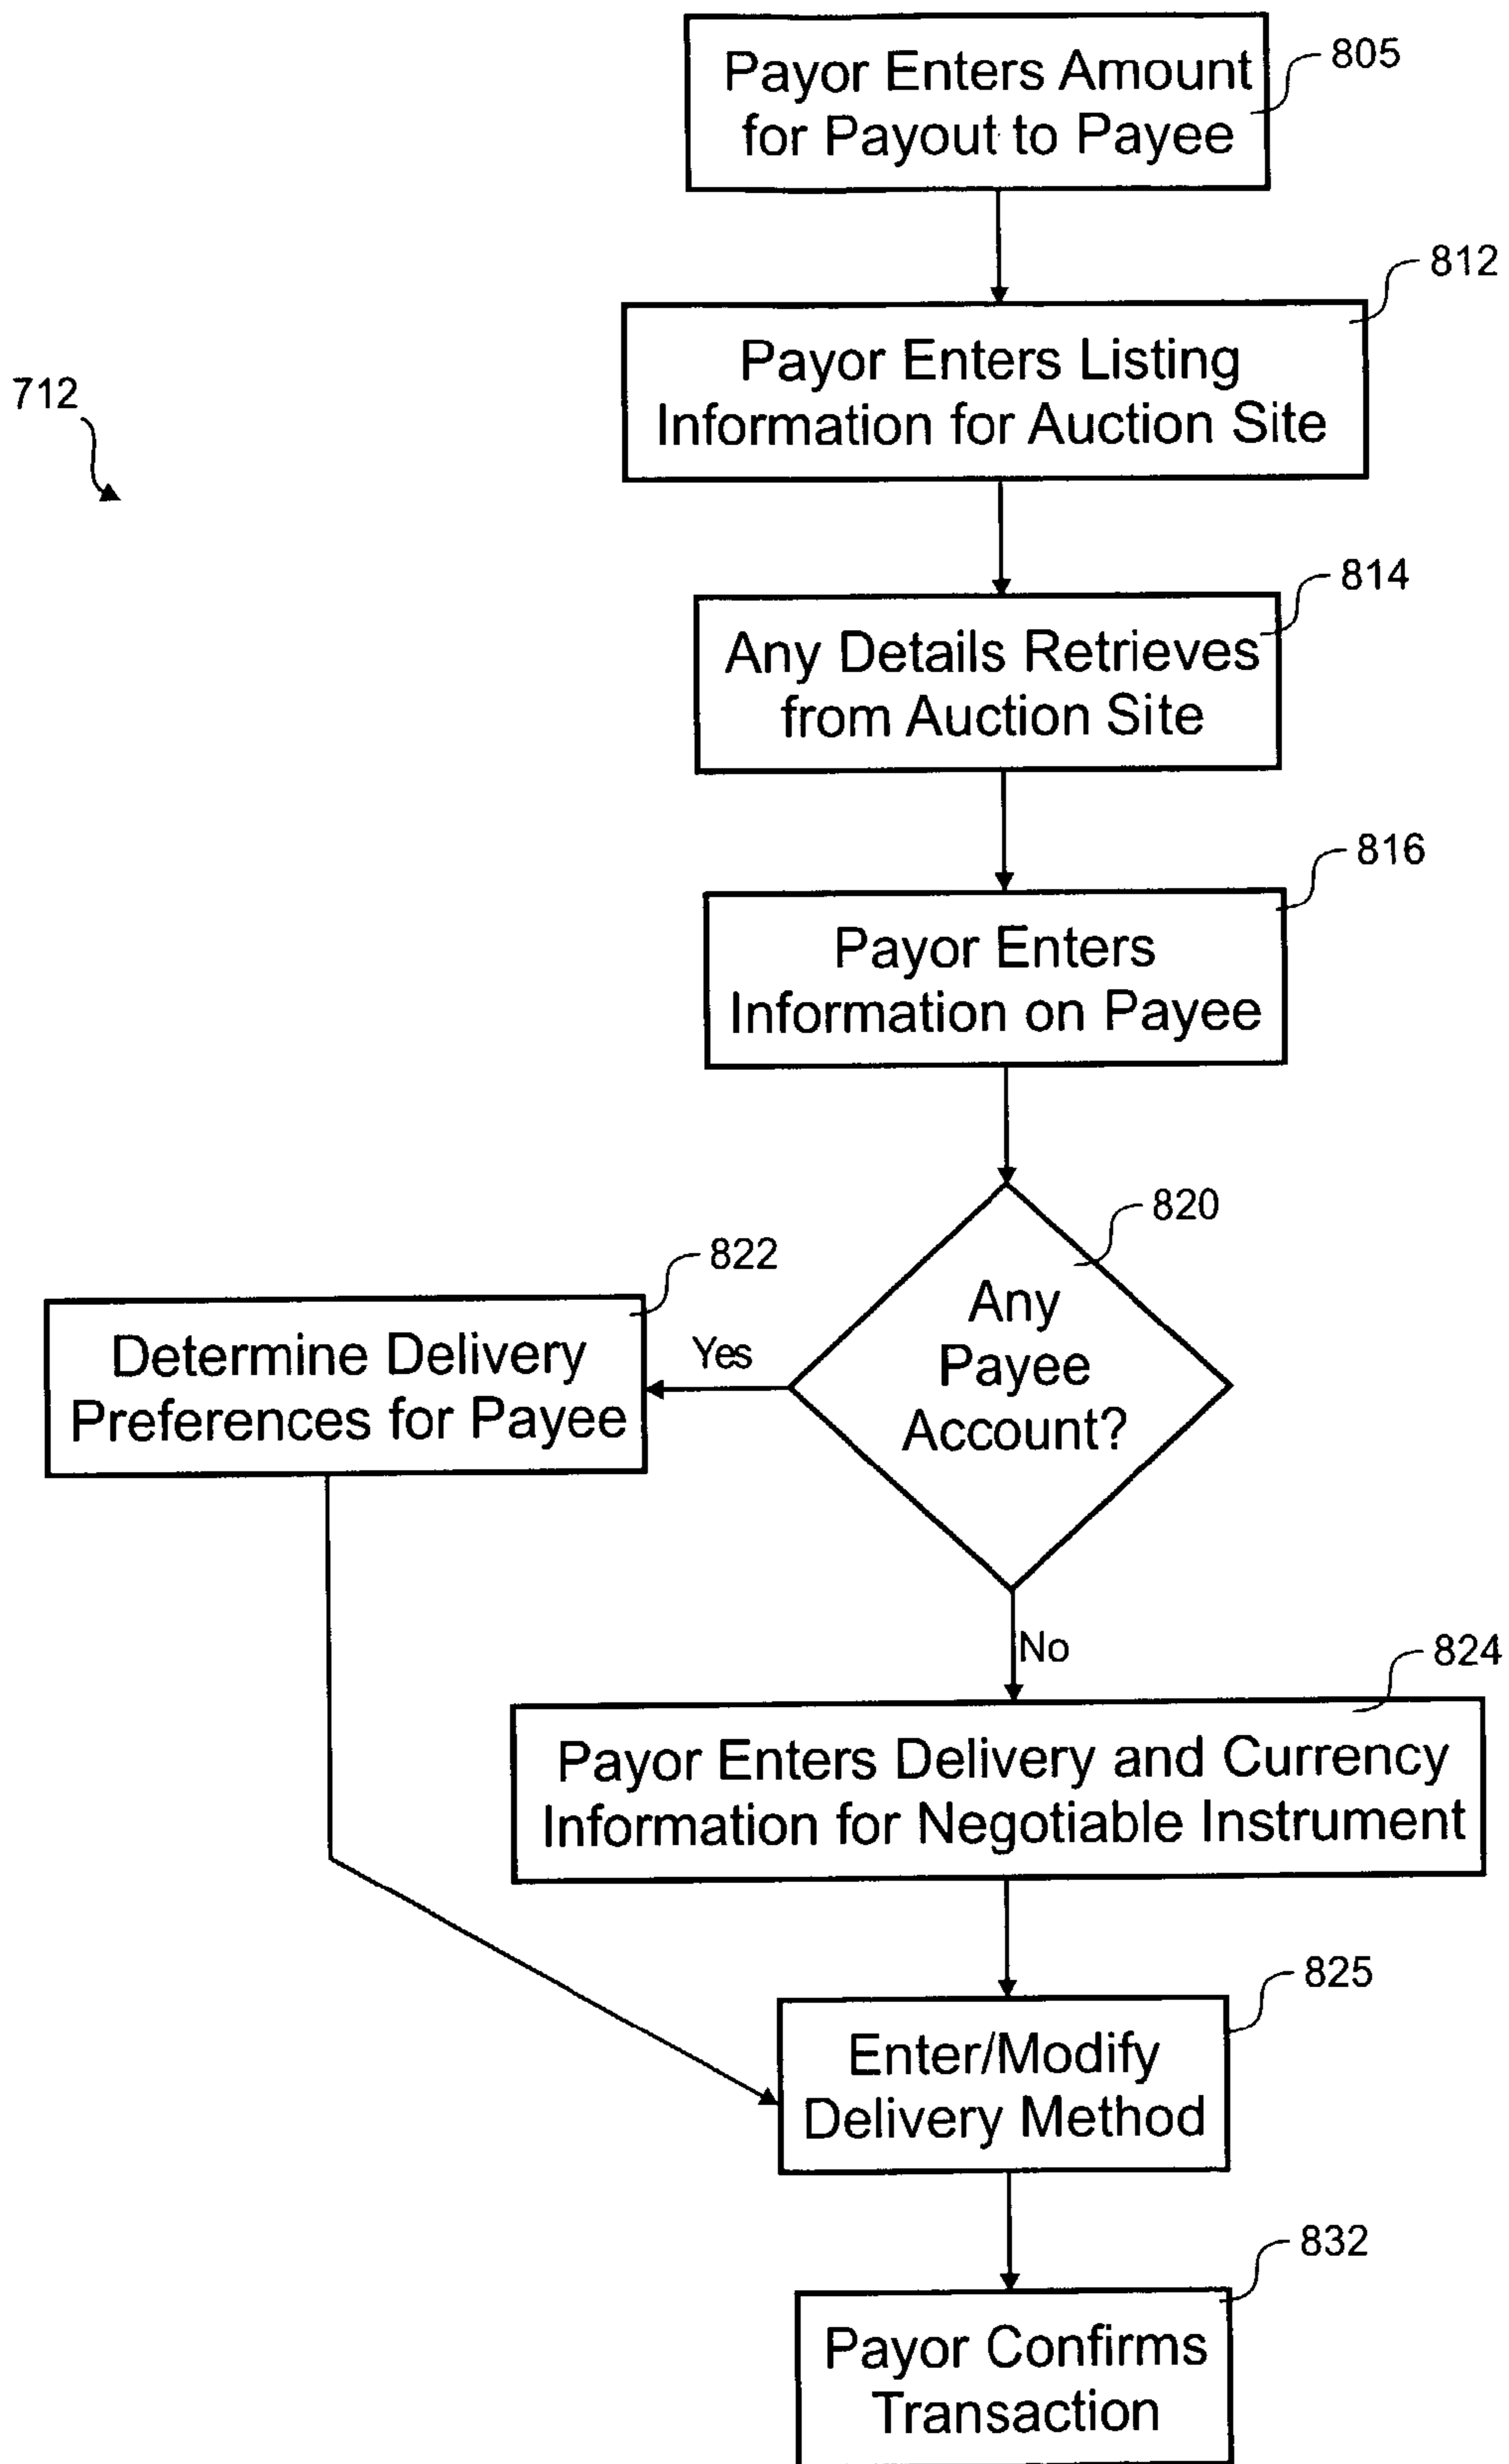 Payor Enters Amount
for Payout to Payee
805
812
Payor Enters Listing
Information for Auction Site
712
814
Any Details Retrieves
from Auction Site
816
Payor Enters
Information on Payee
820
Any
Payee
Account?
822
Yes
Determine Delivery
Preferences for Payee
No
824
Payor Enters Delivery and Currency
Information for Negotiable Instrument
825
Enter/Modify
Delivery Method
832
Payor Confirms
Transaction